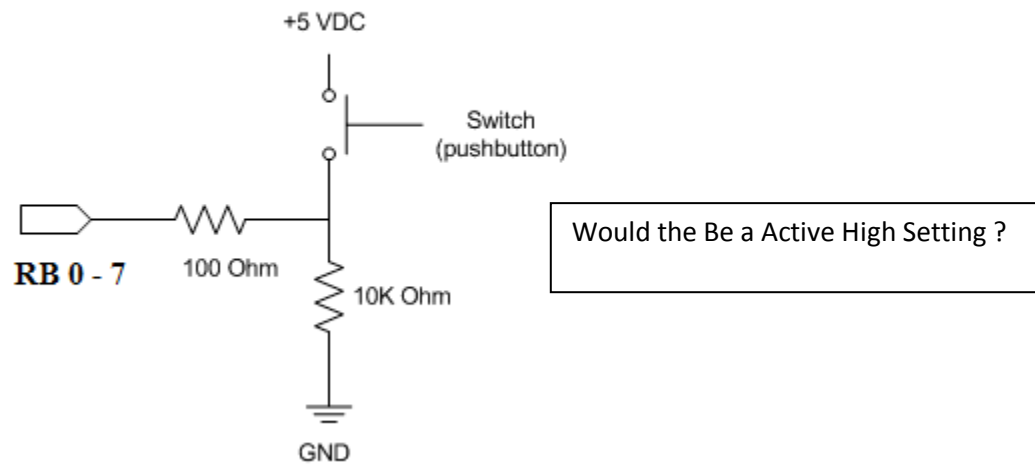 +5 VDC
Switch
(pushbutton)
Would the Be a Active High Setting ?
RB 0 - 7
100 Ohm
10K Ohm
GND